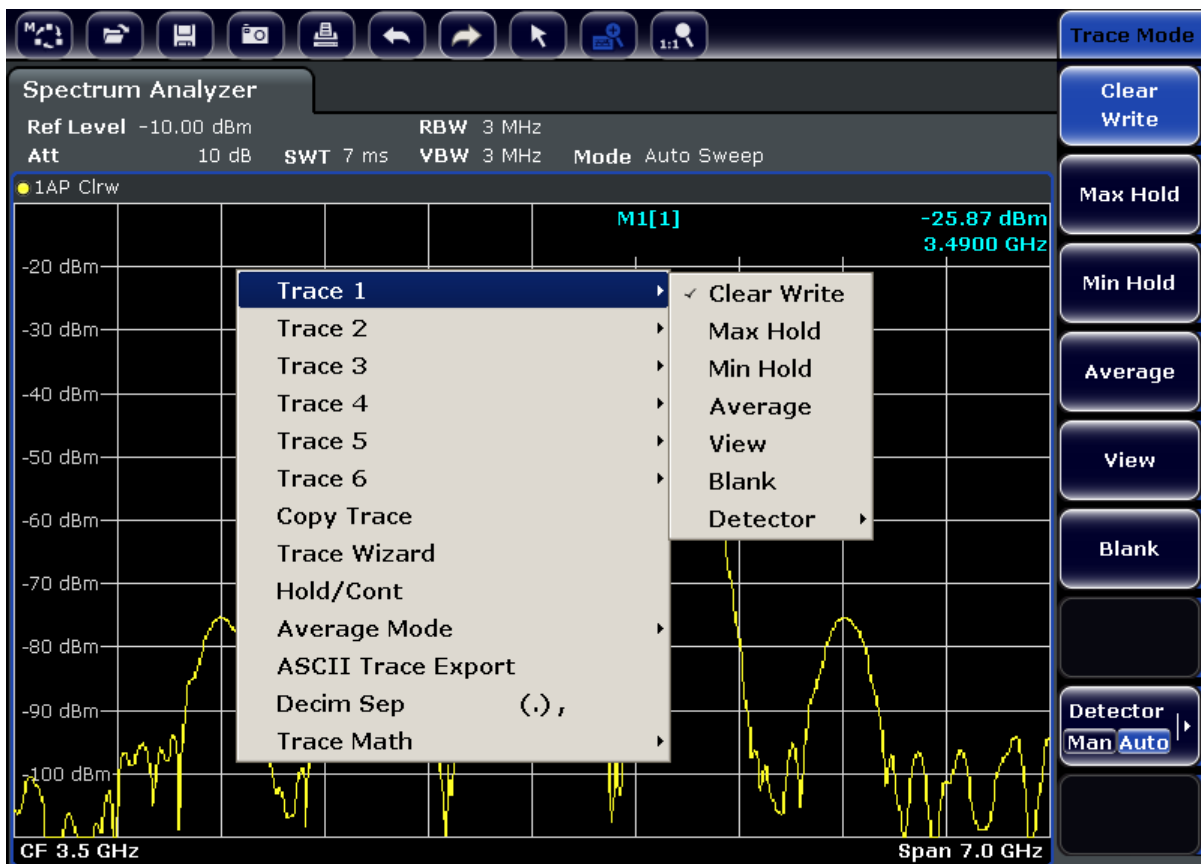 M
1:1
Trace Mode
Spectrum Analyzer
Ref Level -10.00 dBm RBW 3 MHz
Att 10 dB SWT 7 ms VBW 3 MHz Mode Auto Sweep
1AP Clrw
M1[1] -25.87 dBm
3.4900 GHz
-20 dBm
-30 dBm
-40 dBm
-50 dBm
-60 dBm
-70 dBm
-80 dBm
-90 dBm
-100 dBm
Trace 1
Trace 2
Trace 3
Trace 4
Trace 5
Trace 6
Copy Trace
Trace Wizard
Hold/Cont
Average Mode
ASCII Trace Export
Decim Sep (.) ,
Trace Math
Clear Write
Max Hold
Min Hold
Average
View
Blank
Detector
CF 3.5 GHz Span 7.0 GHz
Clear
Write
Max Hold
Min Hold
Average
View
Blank
Detector
Man Auto